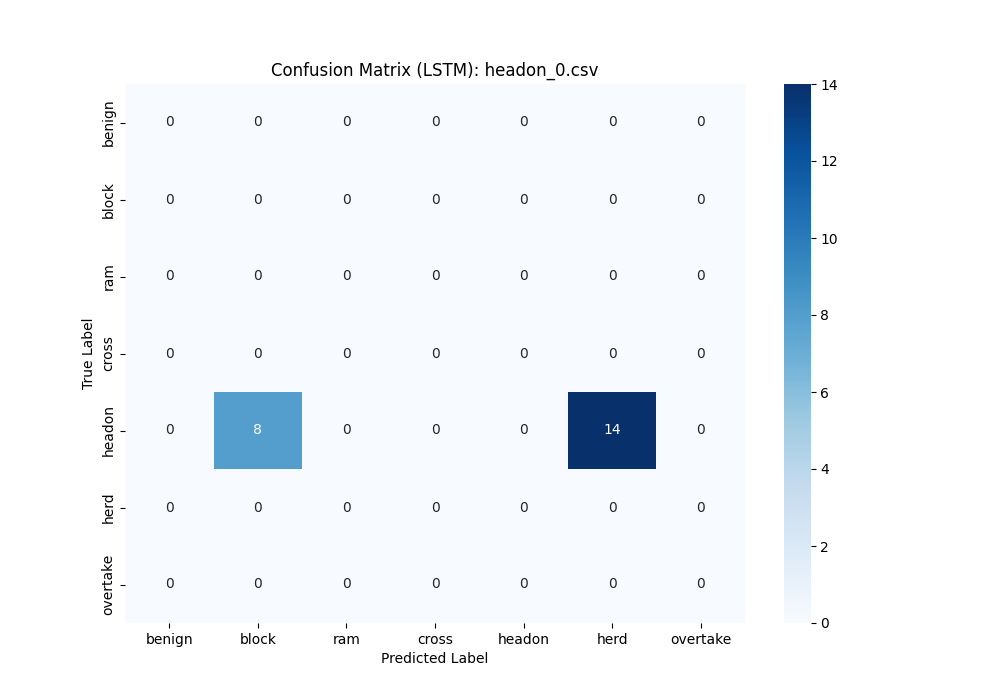 Confusion Matrix (LSTM): headon_0.csv
True Label
benign 0 0 0 0 0 0 0
block 0 0 0 0 0 0 0
ram 0 0 0 0 0 0 0
cross 0 0 0 0 0 0 0
headon 0 8 0 0 0 14 0
herd 0 0 0 0 0 0 0
overtake 0 0 0 0 0 0 0
benign block ram cross headon herd overtake
Predicted Label
14
12
10
8
6
4
2
0